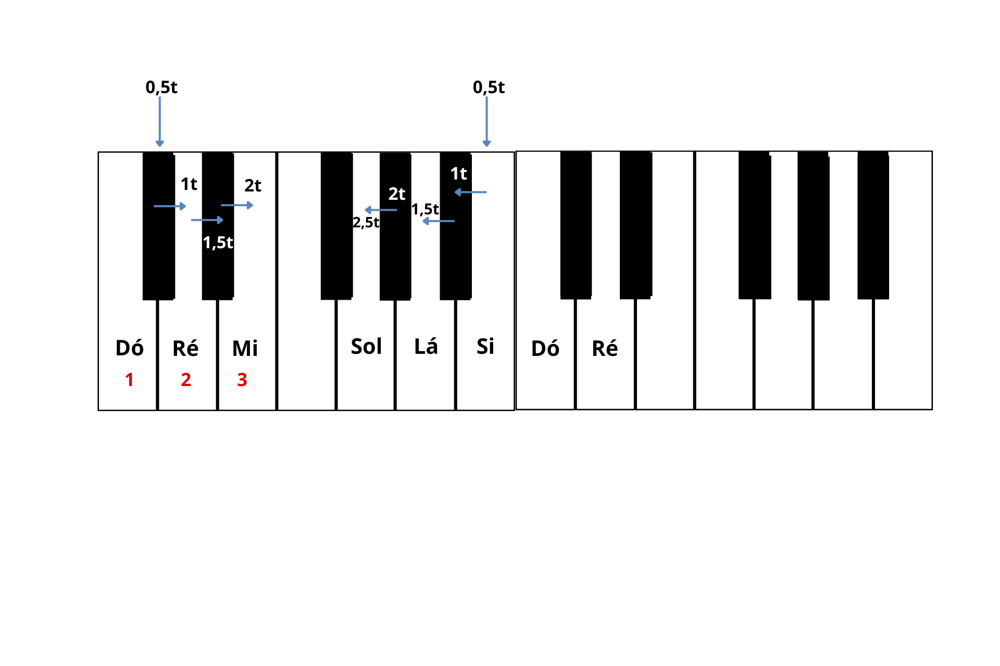 0,5t
0,5t
1t
2t
1,5t
1t
2t
1,5t
2,5t
Dó Ré Mi Sol Lá Si Dó Ré
1 2 3